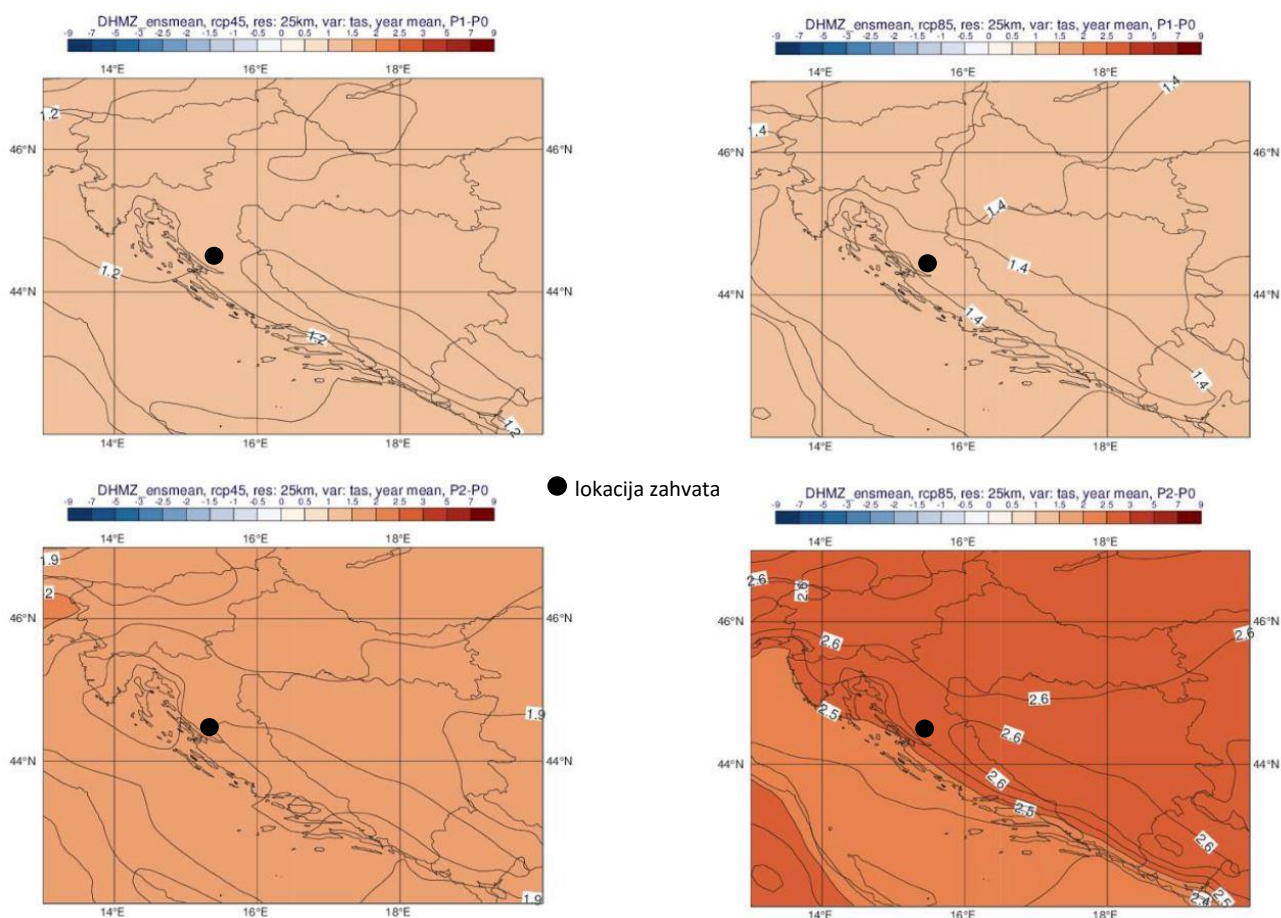 DHMZ_ensmean, rcp45, res: 25km, var: tas, year mean, P1-P0
-9 -7 -5 -3 -2.5 -2 -1.5 -1 -0.5 0 0.5 1 1.5 2 2.5 3 5 7 9
14°E 16°E 18°E
1.2
46°N 46°N
1.2
44°N 44°N
1.2
1.2
14°E 16°E 18°E
DHMZ_ensmean, rcp85, res: 25km, var: tas, year mean, P1-P0
-9 -7 -5 -3 -2.5 -2 -1.5 -1 -0.5 0 0.5 1 1.5 2 2.5 3 5 7 9
14°E 16°E 18°E
1.4
1.4
46°N 46°N
1.4
1.4
44°N 44°N
1.4
1.4
14°E 16°E 18°E
lokacija zahvata
DHMZ_ensmean, rcp45, res: 25km, var: tas, year mean, P2-P0
-9 -7 -5 -3 -2.5 -2 -1.5 -1 -0.5 0 0.5 1 1.5 2 2.5 3 5 7 9
14°E 16°E 18°E
1.9
2
46°N 46°N
1.9
44°N 44°N
1.9
14°E 16°E 18°E
DHMZ_ensmean, rcp85, res: 25km, var: tas, year mean, P2-P0
-9 -7 -5 -3 -2.5 -2 -1.5 -1 -0.5 0 0.5 1 1.5 2 2.5 3 5 7 9
14°E 16°E 18°E
2.6 2.6 2.6
2.6
46°N 46°N
2.6 2.6
2.6
2.5
2.6
44°N 44°N
2.6
2.5
2.6
2.4 2.5
14°E 16°E 18°E